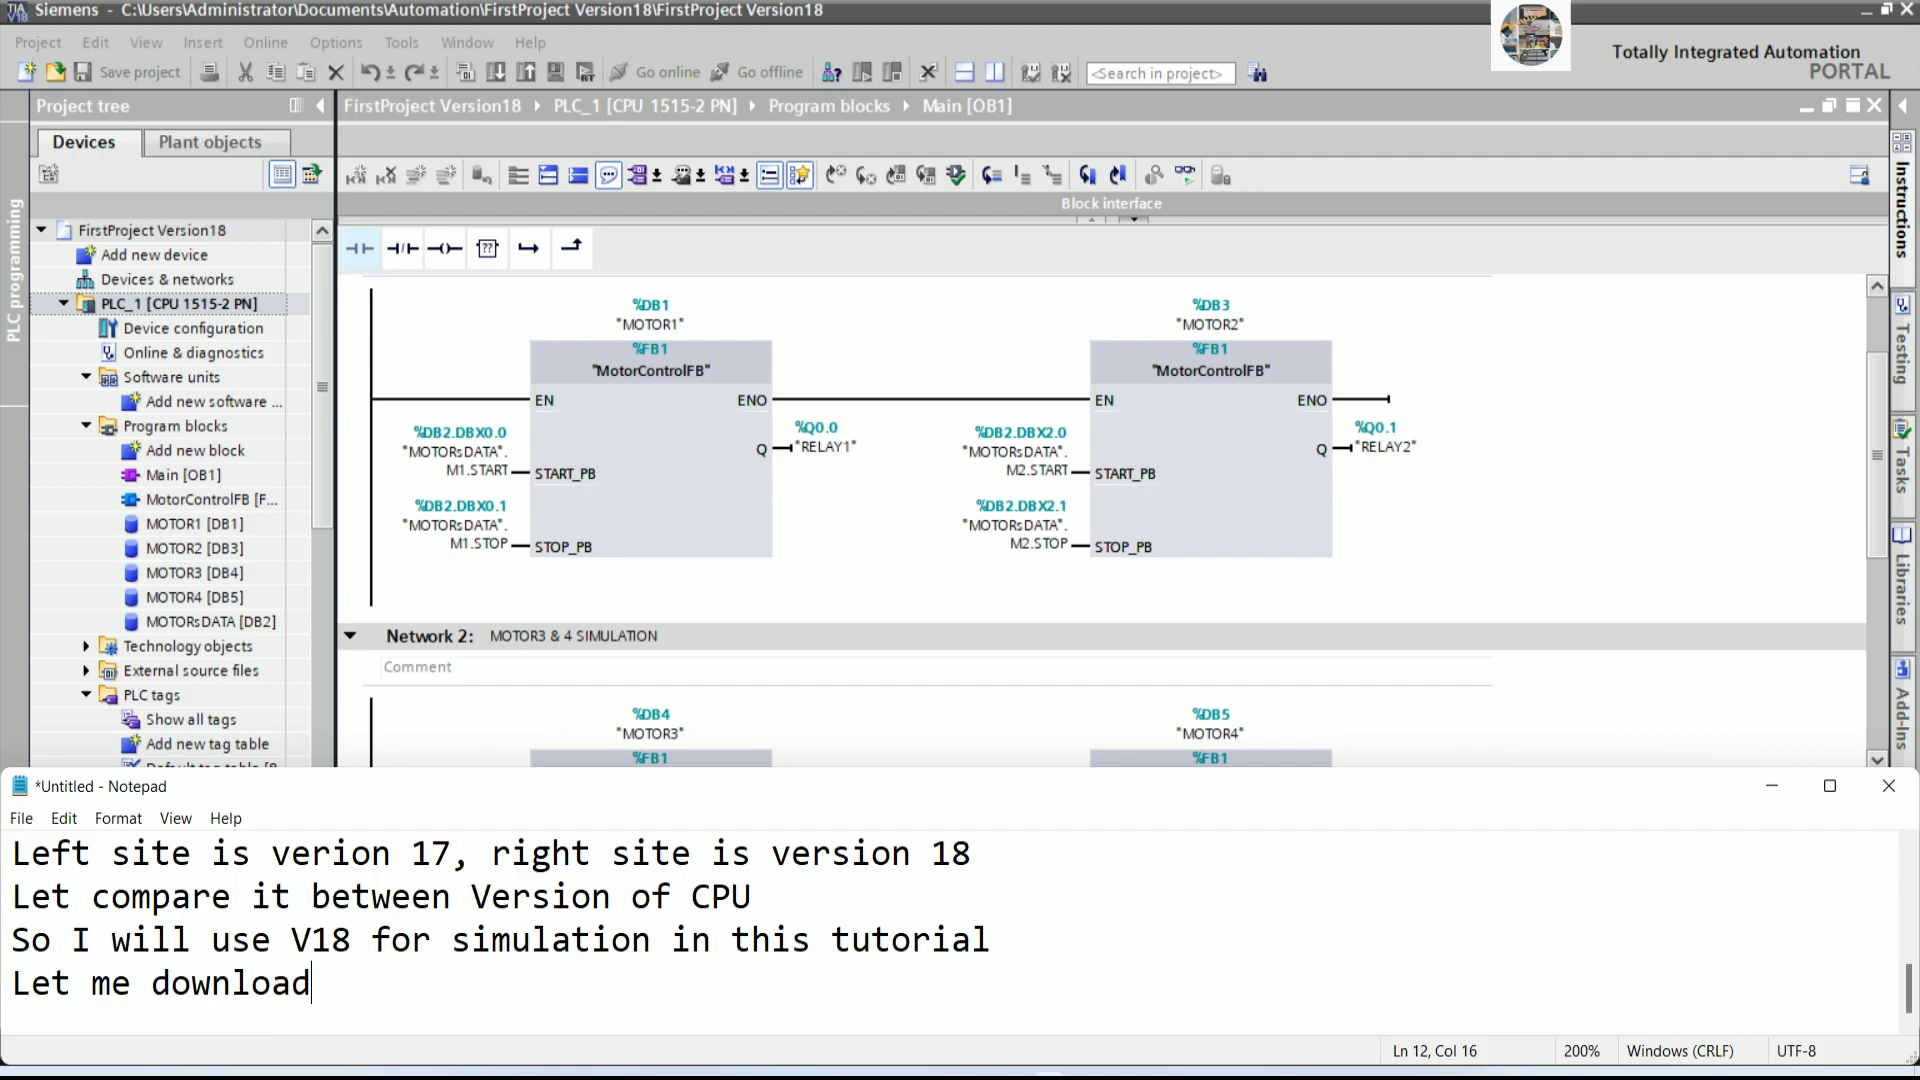 Siemens - C:\Users\Administrator\Documents\Automation\FirstProject Version18\FirstProject Version18
Project Edit View Insert Online Options Tools Window Help
Totally Integrated Automation
PORTAL
Save project
Go online
Go offline
<Search in project>
Project tree
FirstProject Version18 PLC_1 [CPU 1515-2 PN] Program blocks Main [OB1]
Devices
Plant objects
PLC programming
Block interface
FirstProject Version18
Add new device
Devices & networks
PLC_1 [CPU 1515-2 PN]
Device configuration
Online & diagnostics
Software units
Add new software ...
Program blocks
Add new block
Main [OB1]
MotorControlFB [F...
MOTOR1 [DB1]
MOTOR2 [DB3]
MOTOR3 [DB4]
MOTOR4 [DB5]
MOTORsDATA [DB2]
Technology objects
External source files
PLC tags
Show all tags
Add new tag table
%DB1
"MOTOR1"
%FB1
"MotorControlFB"
EN
ENO
%DB2.DBX0.0
"MOTORsDATA".
M1.START
START_PB
%DB2.DBX0.1
"MOTORsDATA".
M1.STOP
STOP_PB
Q
%Q0.0
"RELAY1"
%DB3
"MOTOR2"
%FB1
"MotorControlFB"
EN
ENO
%DB2.DBX2.0
"MOTORsDATA".
M2.START
START_PB
%DB2.DBX2.1
"MOTORsDATA".
M2.STOP
STOP_PB
Q
%Q0.1
"RELAY2"
Network 2: MOTOR3 & 4 SIMULATION
Comment
%DB4
"MOTOR3"
%FB1
%DB5
"MOTOR4"
%FB1
Instructions
Testing
Tasks
Libraries
Add-Ins
*Untitled - Notepad
File Edit Format View Help
Left site is verion 17, right site is version 18
Let compare it between Version of CPU
So I will use V18 for simulation in this tutorial
Let me download
Ln 12, Col 16
200%
Windows (CRLF)
UTF-8